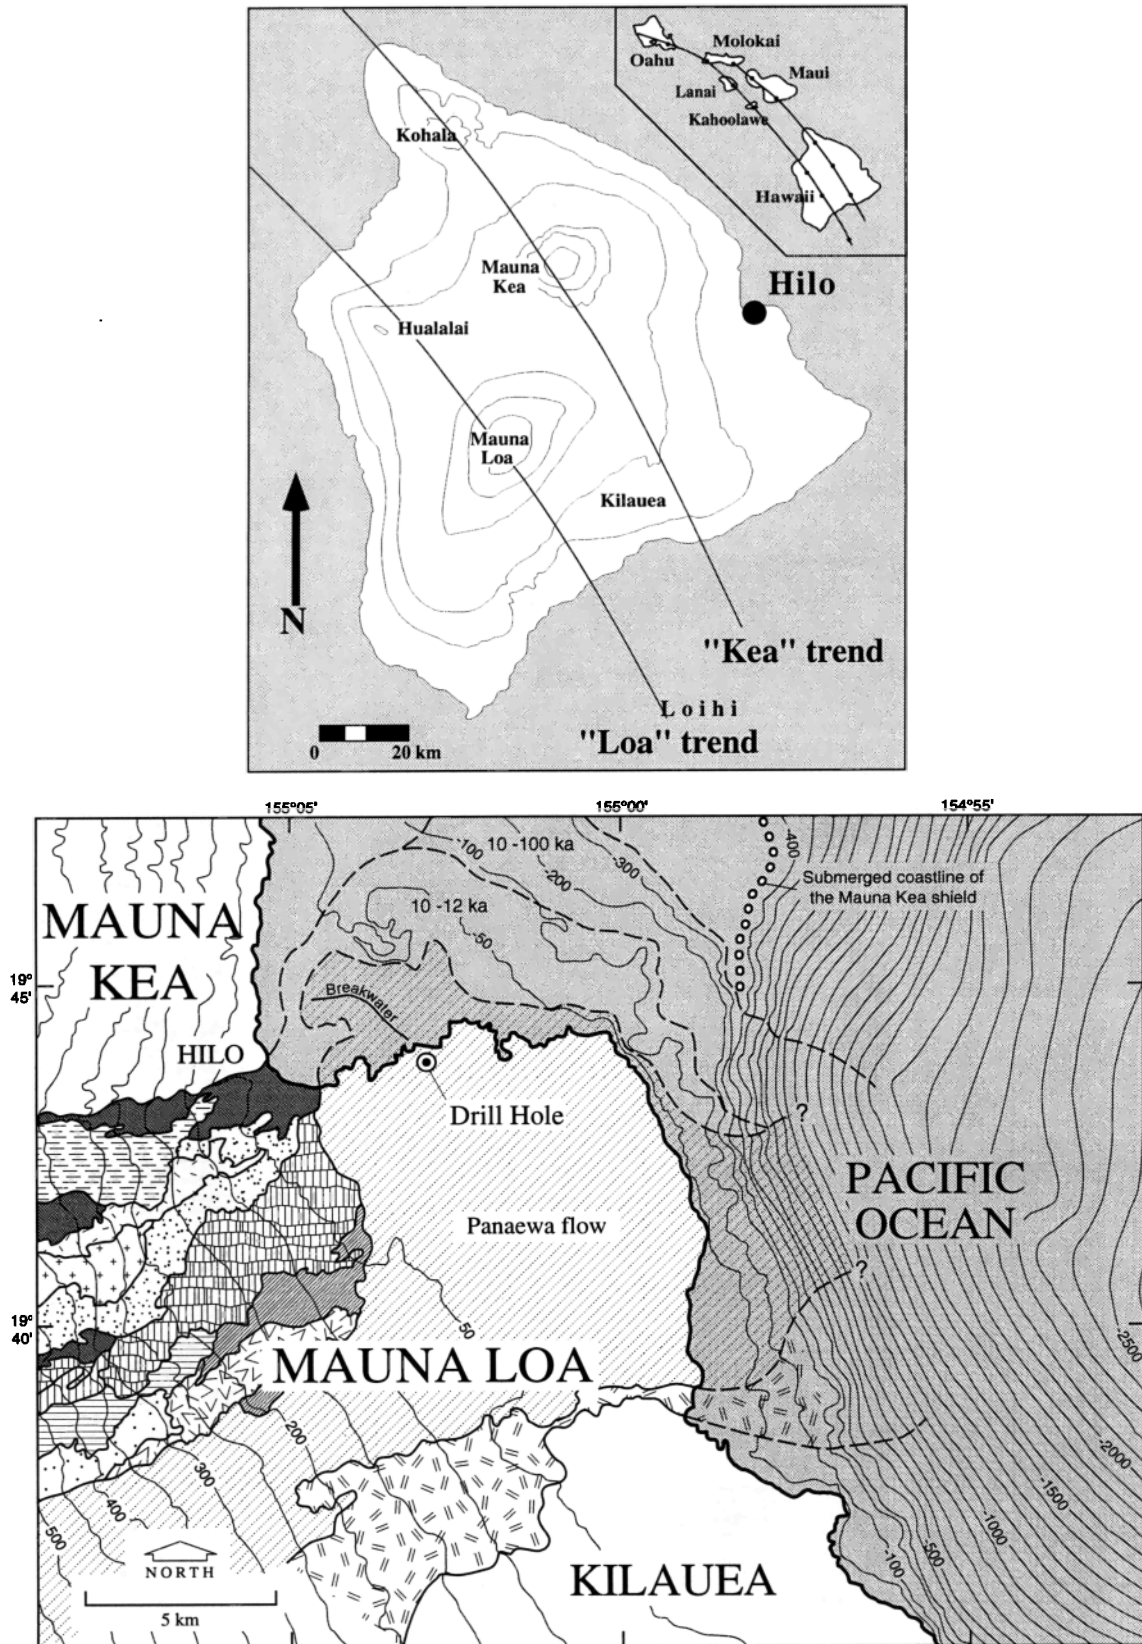 Oahu
Molokai
Maui
Lanai
Kahoolawe
Hawaii
Kohala
Mauna
Kea
Hilo
Hualalai
Mauna
Loa
Kilauea
N
"Kea" trend
Loihi
"Loa" trend
0 20 km
155°05' 155°00' 154°55'
-100 10 -100 ka
-200
-300
-400
Submerged coastline of
the Mauna Kea shield
10 -12 ka
-50
MAUNA
KEA
19°
45'
Breakwater
HILO
Drill Hole
?
PACIFIC
OCEAN
Panaewa flow
?
19°
40'
50
-2500
MAUNA LOA
200
300
400
500
-2000
-1500
-1000
-500
-100
NORTH
5 km
KILAUEA